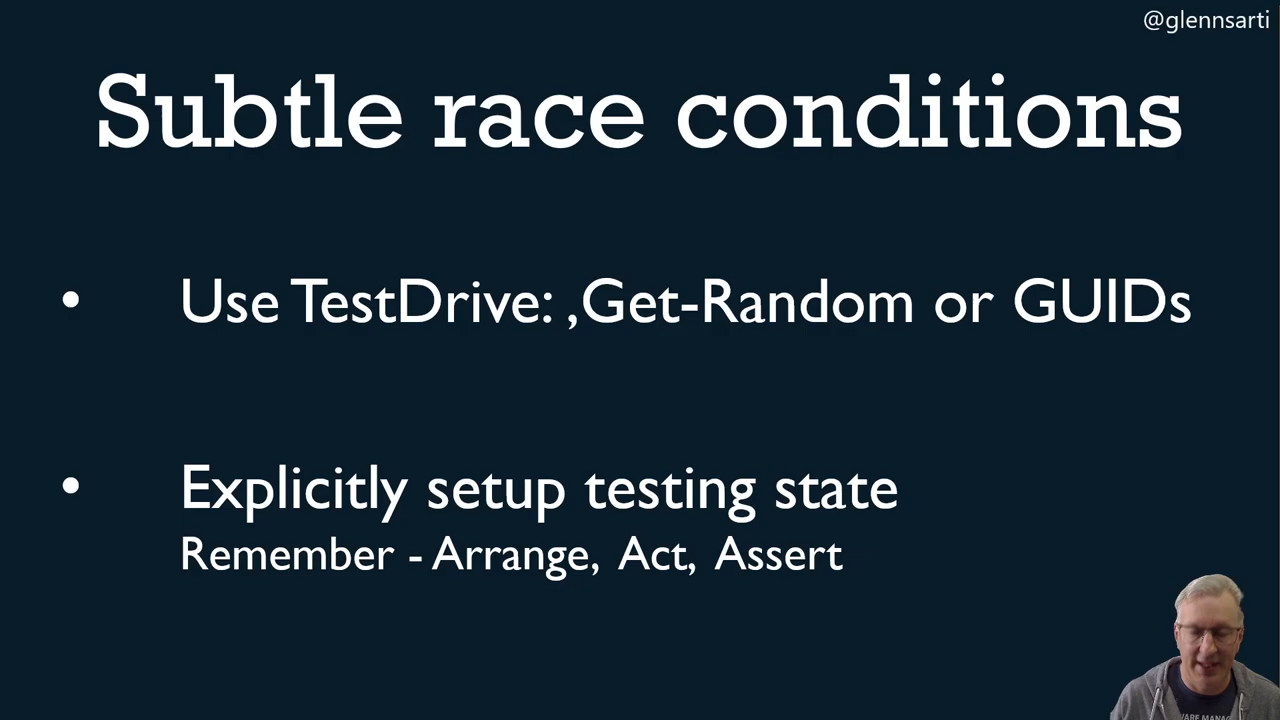 @glennsarti
Subtle race conditions
• Use TestDrive: ,Get-Random or GUIDs
• Explicitly setup testing state
Remember - Arrange, Act, Assert